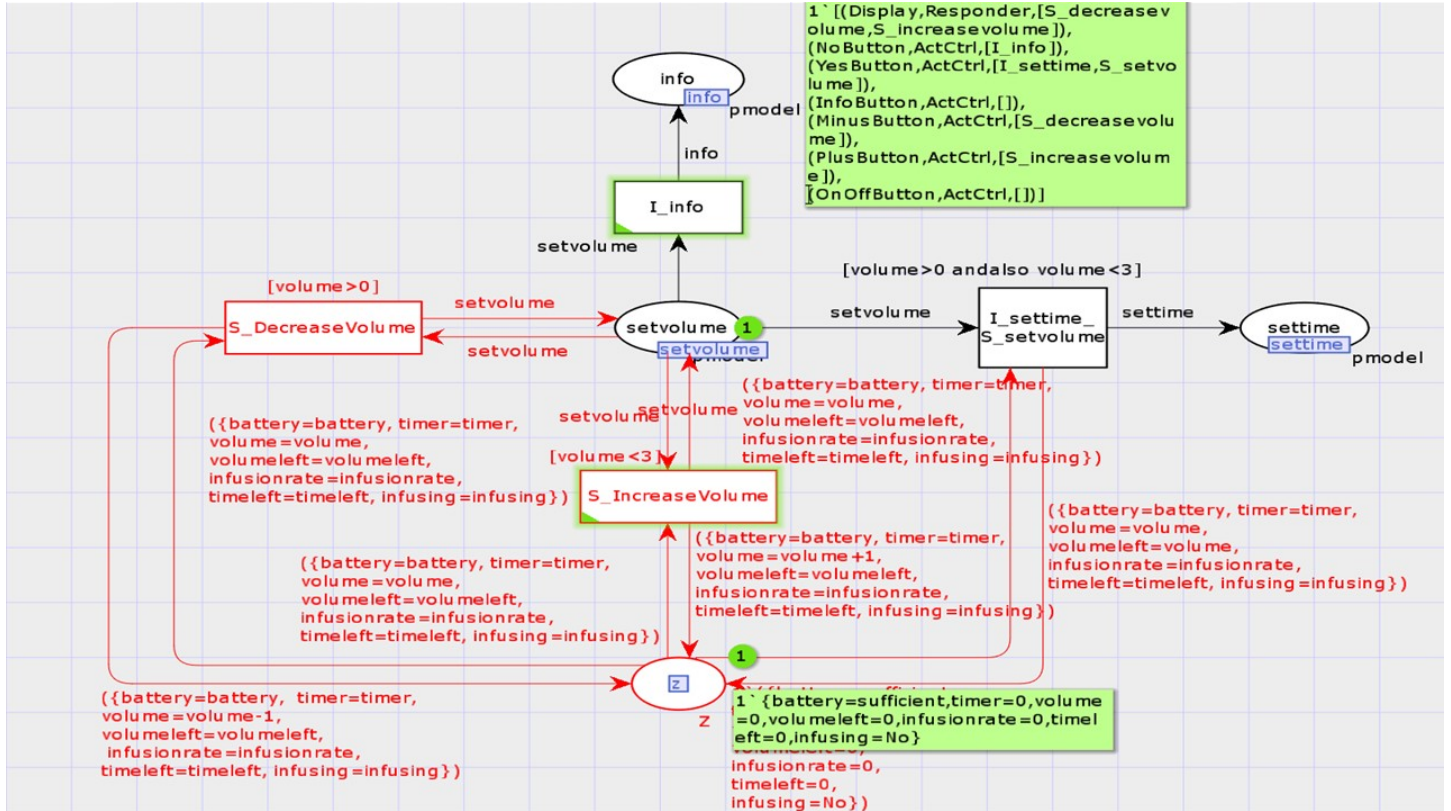 1`[(Display,Responder,[S_decreasev
olume,S_increasevolume]),
(NoButton,ActCtrl,[I_info]),
(YesButton,ActCtrl,[I_settime,S_setvo
lume]),
(InfoButton,ActCtrl,[]),
(MinusButton,ActCtrl,[S_decreasevolu
me]),
(PlusButton,ActCtrl,[S_increasevolum
e]),
(OnOffButton,ActCtrl,[])]
info
info
pmodel
info
I_info
setvolume
[volume>0 andalso volume<3]
[volume>0]
setvolume
S_DecreaseVolume
setvolume
setvolume
1
setvolume
pmodel
setvolume
I_settime_
S_setvolume
settime
settime
settime
pmodel
setvolume
setvolume
({battery=battery, timer=timer,
volume=volume,
volumeleft=volumeleft,
infusionrate=infusionrate,
timeleft=timeleft, infusing=infusing})
({battery=battery, timer=timer,
volume=volume,
volumeleft=volumeleft,
infusionrate=infusionrate,
timeleft=timeleft, infusing=infusing})
[volume<3]
S_IncreaseVolume
({battery=battery, timer=timer,
volume=volume,
volumeleft=volume,
infusionrate=infusionrate,
timeleft=timeleft, infusing=infusing})
({battery=battery, timer=timer,
volume=volume+1,
volumeleft=volumeleft,
infusionrate=infusionrate,
timeleft=timeleft, infusing=infusing})
({battery=battery, timer=timer,
volume=volume,
volumeleft=volumeleft,
infusionrate=infusionrate,
timeleft=timeleft, infusing=infusing})
1
z
z
({battery=battery, timer=timer,
volume=volume-1,
volumeleft=volumeleft,
infusionrate=infusionrate,
timeleft=timeleft, infusing=infusing})
1`{battery=sufficient,timer=0,volume
=0,volumeleft=0,infusionrate=0,timel
eft=0,infusing=No}
volumeleft=0,
infusionrate=0,
timeleft=0,
infusing=No})